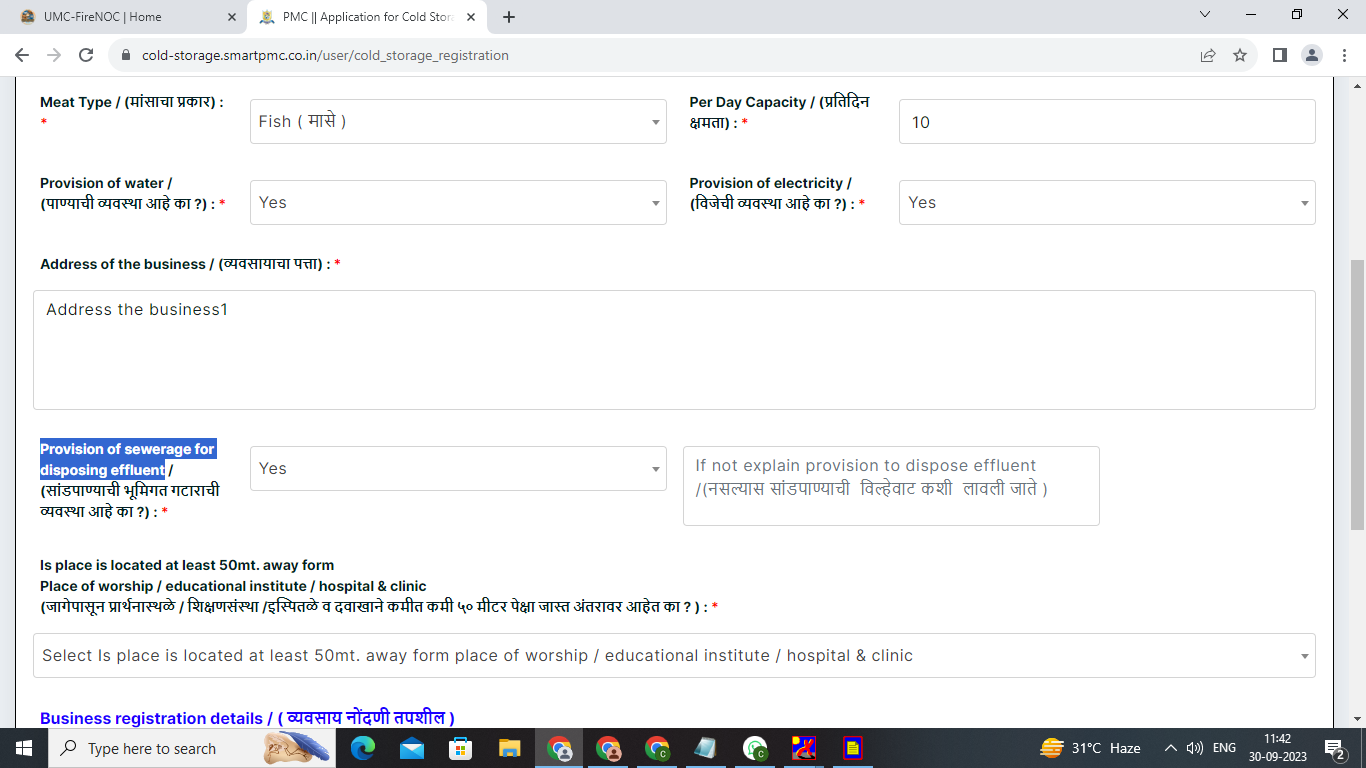 UMC-FireNOC | Home
PMC || Application for Cold Stor
cold-storage.smartpmc.co.in/user/cold_storage_registration
Meat Type / (मांसाचा प्रकार) :
*
Fish ( मासे )
Per Day Capacity / (प्रतिदिन
क्षमता) : *
10
Provision of water /
(पाण्याची व्यवस्था आहे का ?) : *
Yes
Provision of electricity /
(विजेची व्यवस्था आहे का ?) : *
Yes
Address of the business / (व्यवसायाचा पत्ता) : *
Address the business1
Provision of sewerage for
disposing effluent /
(सांडपाण्याची भूमिगत गटाराची
व्यवस्था आहे का ?) : *
Yes
If not explain provision to dispose effluent
/(नसल्यास सांडपाण्याची विल्हेवाट कशी लावली जाते )
Is place is located at least 50mt. away form
Place of worship / educational institute / hospital & clinic
(जागेपासून प्रार्थनास्थळे / शिक्षणसंस्था /इस्पितळे व दवाखाने कमीत कमी ५० मीटर पेक्षा जास्त अंतरावर आहेत का ? ) : *
Select Is place is located at least 50mt. away form place of worship / educational institute / hospital & clinic
Business registration details / ( व्यवसाय नोंदणी तपशील )
Type here to search
31°C Haze
ENG
11:42
30-09-2023
2